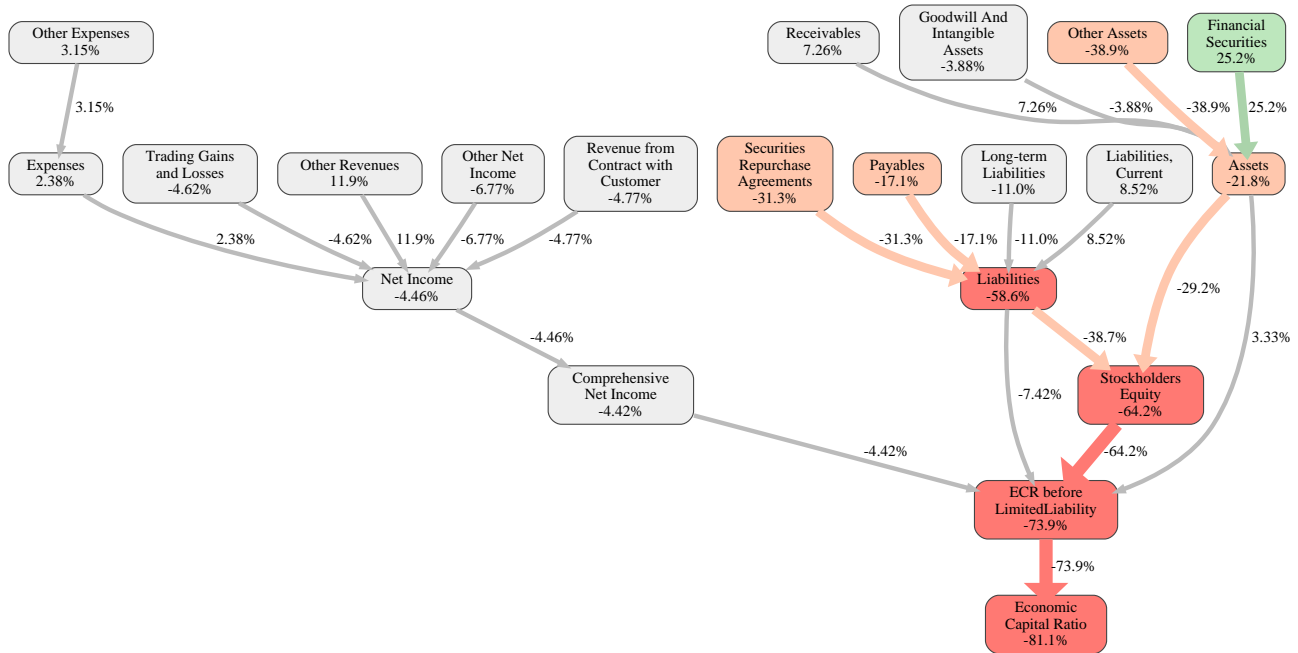 Other Expenses
3.15%
Receivables
7.26%
Goodwill And
Intangible
Assets
-3.88%
Other Assets
-38.9%
Financial
Securities
25.2%
3.15%
7.26%
-3.88%
-38.9%
25.2%
Expenses
2.38%
Trading Gains
and Losses
-4.62%
Other Revenues
11.9%
Other Net
Income
-6.77%
Revenue from
Contract with
Customer
-4.77%
Securities
Repurchase
Agreements
-31.3%
Payables
-17.1%
Long-term
Liabilities
-11.0%
Liabilities,
Current
8.52%
Assets
-21.8%
2.38%
-4.62%
11.9%
-6.77%
-4.77%
-31.3%
-17.1%
-11.0%
8.52%
Net Income
-4.46%
Liabilities
-58.6%
-29.2%
-4.46%
-38.7%
3.33%
Comprehensive
Net Income
-4.42%
Stockholders
Equity
-64.2%
-7.42%
-4.42%
-64.2%
ECR before
LimitedLiability
-73.9%
-73.9%
Economic
Capital Ratio
-81.1%